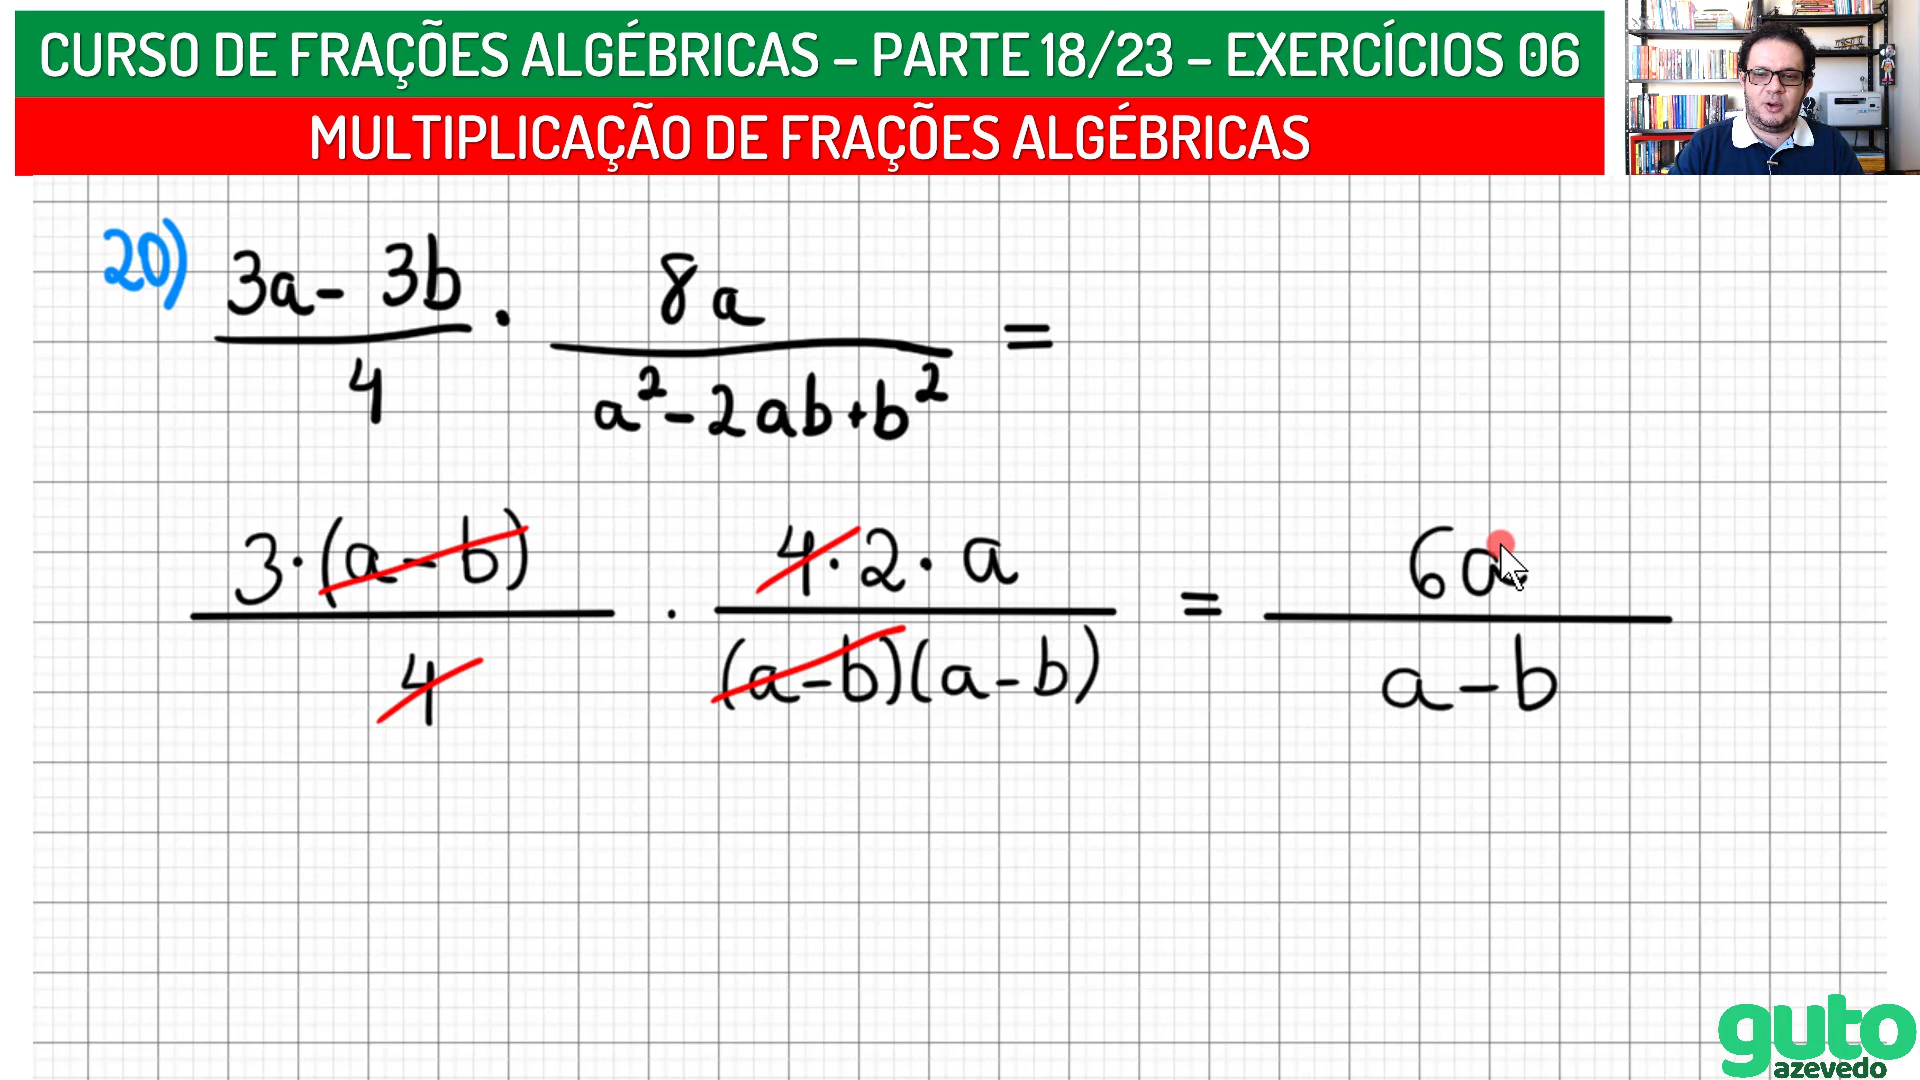 CURSO DE FRAÇÕES ALGÉBRICAS – PARTE 18/23 – EXERCÍCIOS 06
MULTIPLICAÇÃO DE FRAÇÕES ALGÉBRICAS
20)
3a - 3b
4
·
8a
a² - 2ab + b²
=
3·(a - b)
4
·
4·2·a
(a - b)(a - b)
=
6a
a - b
guto
azevedo